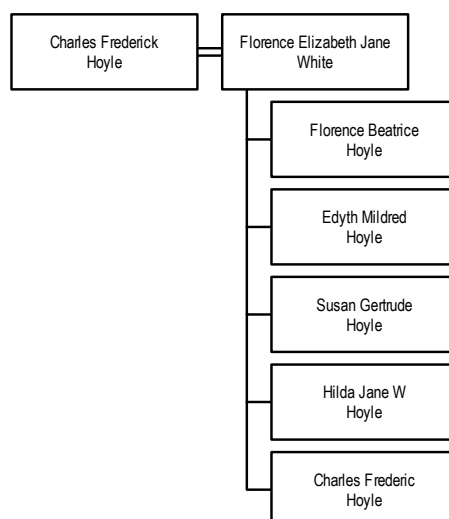 Charles Frederick
Hoyle
Florence Elizabeth Jane
White
Florence Beatrice
Hoyle
Edyth Mildred
Hoyle
Susan Gertrude
Hoyle
Hilda Jane W
Hoyle
Charles Frederic
Hoyle